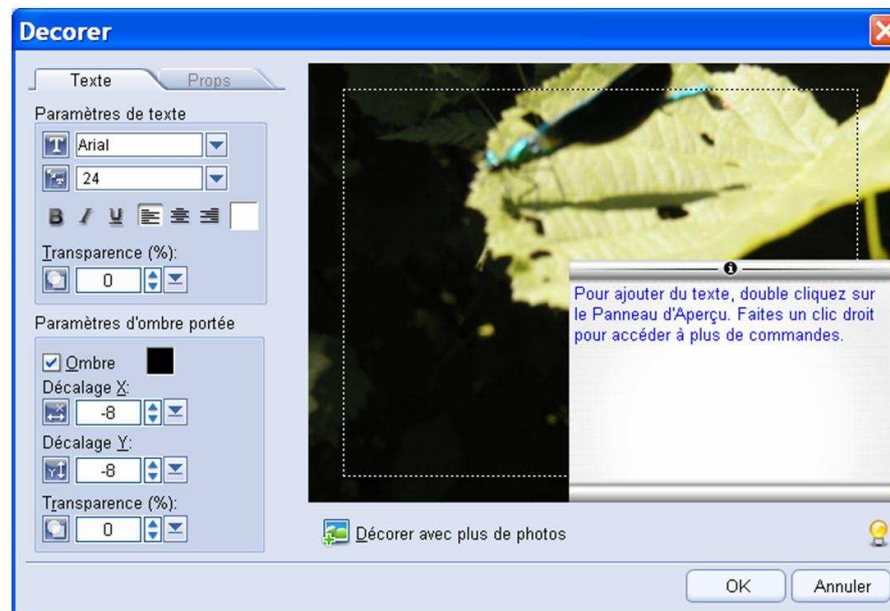 Decorer
Texte
Props
Paramètres de texte
Arial
24
B I U
Transparence (%):
0
Paramètres d'ombre portée
Ombre
Décalage X:
-8
Décalage Y:
-8
Transparence (%):
0
Pour ajouter du texte, double cliquez sur
le Panneau d'Aperçu. Faites un clic droit
pour accéder à plus de commandes.
Décorer avec plus de photos
OK
Annuler